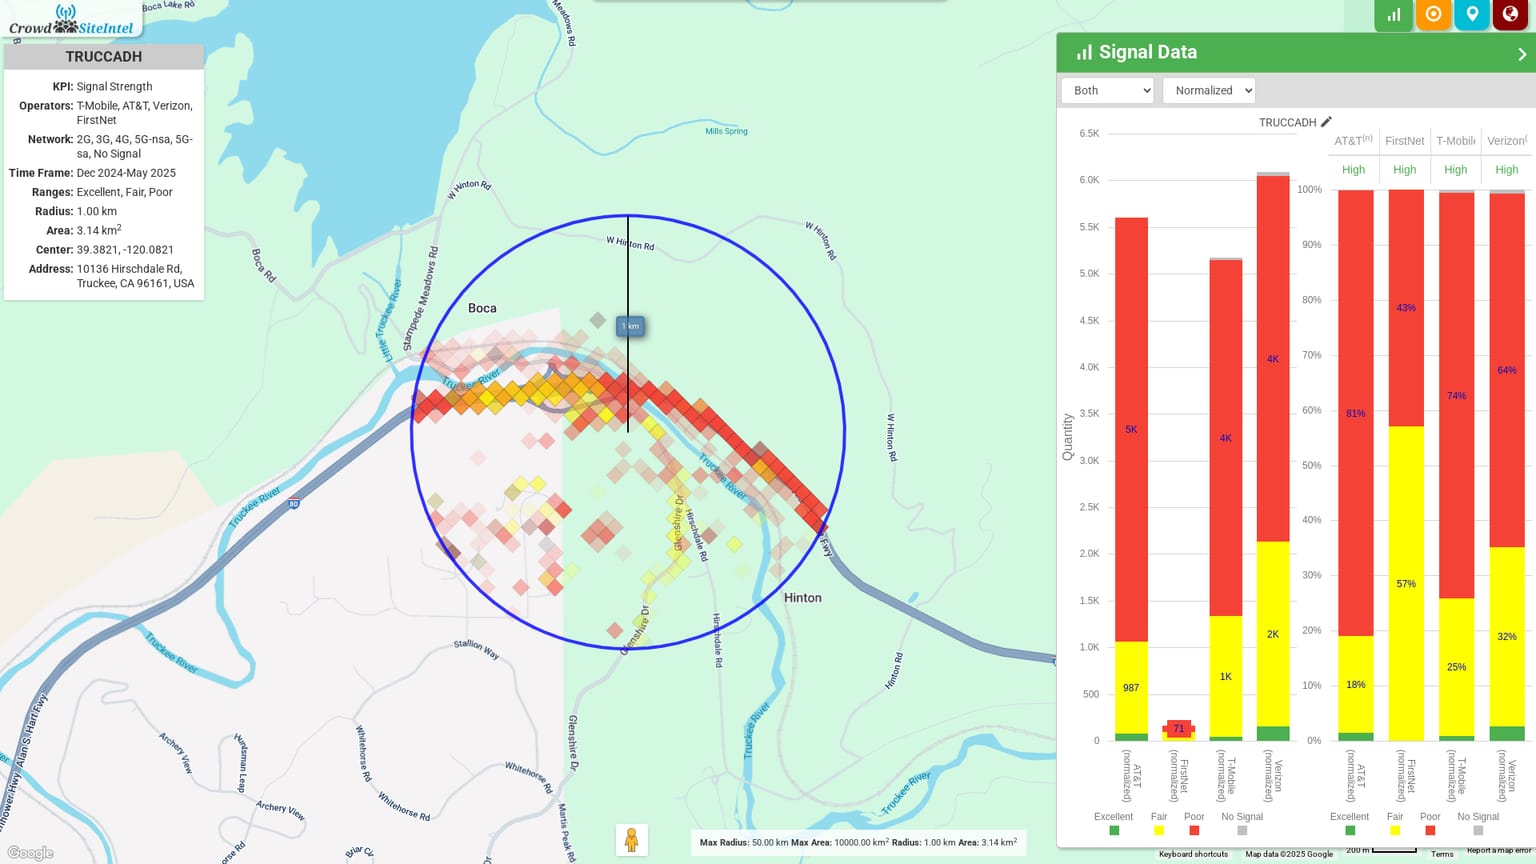 Boca Lake Rd
CrowdSiteIntel
TRUCCADH
KPI: Signal Strength
Operators: T-Mobile, AT&T, Verizon,
FirstNet
Network: 2G, 3G, 4G, 5G-nsa, 5G-
sa, No Signal
Time Frame: Dec 2024-May 2025
Ranges: Excellent, Fair, Poor
Radius: 1.00 km
Area: 3.14 km²
Center: 39.3821, -120.0821
Address: 10136 Hirschdale Rd,
Truckee, CA 96161, USA
Meadows Rd
Mills Spring
W Hinton Rd
W Hinton Rd
W Hinton Rd
W Hinton Rd
Boca Rd
Stampede Meadows Rd
Little Truckee River
Boca
1 km
Truckee River
Truckee River
Truckee River
Truckee River
Truckee River
Truckee River
80
Glenshire Dr
Hirschdale Rd
Fwy
Hinton
Hirschdale Rd
Glenshire Dr
Stallion Way
Hinton Rd
Glenshire Dr
Whitehorse Rd
Whitehorse Rd
Whitehorse Rd
Archery View
Huntsman Leap
Archery View
Martis Peak Rd
Briar Cir
Alan S. Hart Fwy
Google
Max Radius: 50.00 km Max Area: 10000.00 km² Radius: 1.00 km Area: 3.14 km²
Keyboard shortcuts
Map data ©2025 Google
200 m
Terms
Report a map error
Signal Data
Both
Normalized
TRUCCADH
Quantity
6.5K
6.0K
5.5K
5.0K
4.5K
4.0K
3.5K
3.0K
2.5K
2.0K
1.5K
1.0K
500
0
5K
987
71
4K
1K
4K
2K
AT&T
(normalized)
FirstNet
(normalized)
T-Mobile
(normalized)
Verizon
(normalized)
Excellent Fair Poor No Signal
AT&T(n) FirstNet T-Mobile Verizon(
High High High High
100%
90%
80%
70%
60%
50%
40%
30%
20%
10%
0%
81%
18%
43%
57%
74%
25%
64%
32%
AT&T
(normalized)
FirstNet
(normalized)
T-Mobile
(normalized)
Verizon
(normalized)
Excellent Fair Poor No Signal